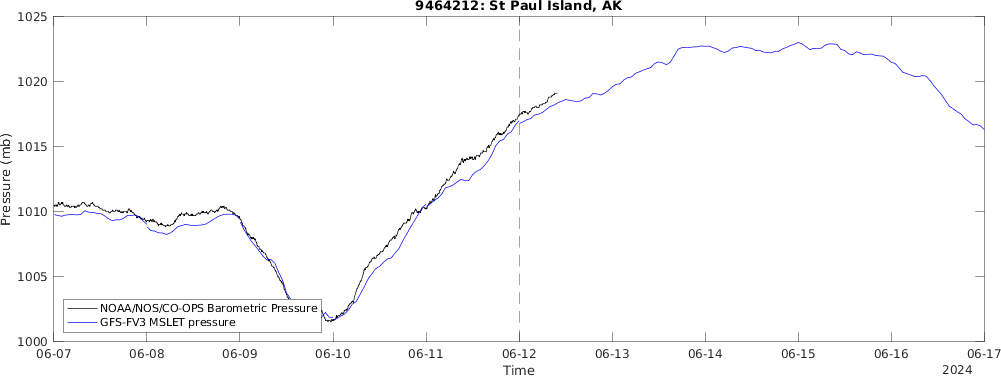 9464212: St Paul Island, AK
1025
1020
1015
1010
1005
1000
Pressure (mb)
NOAA/NOS/CO-OPS Barometric Pressure
GFS-FV3 MSLET pressure
06-07 06-08 06-09 06-10 06-11 06-12 06-13 06-14 06-15 06-16 06-17
Time
2024